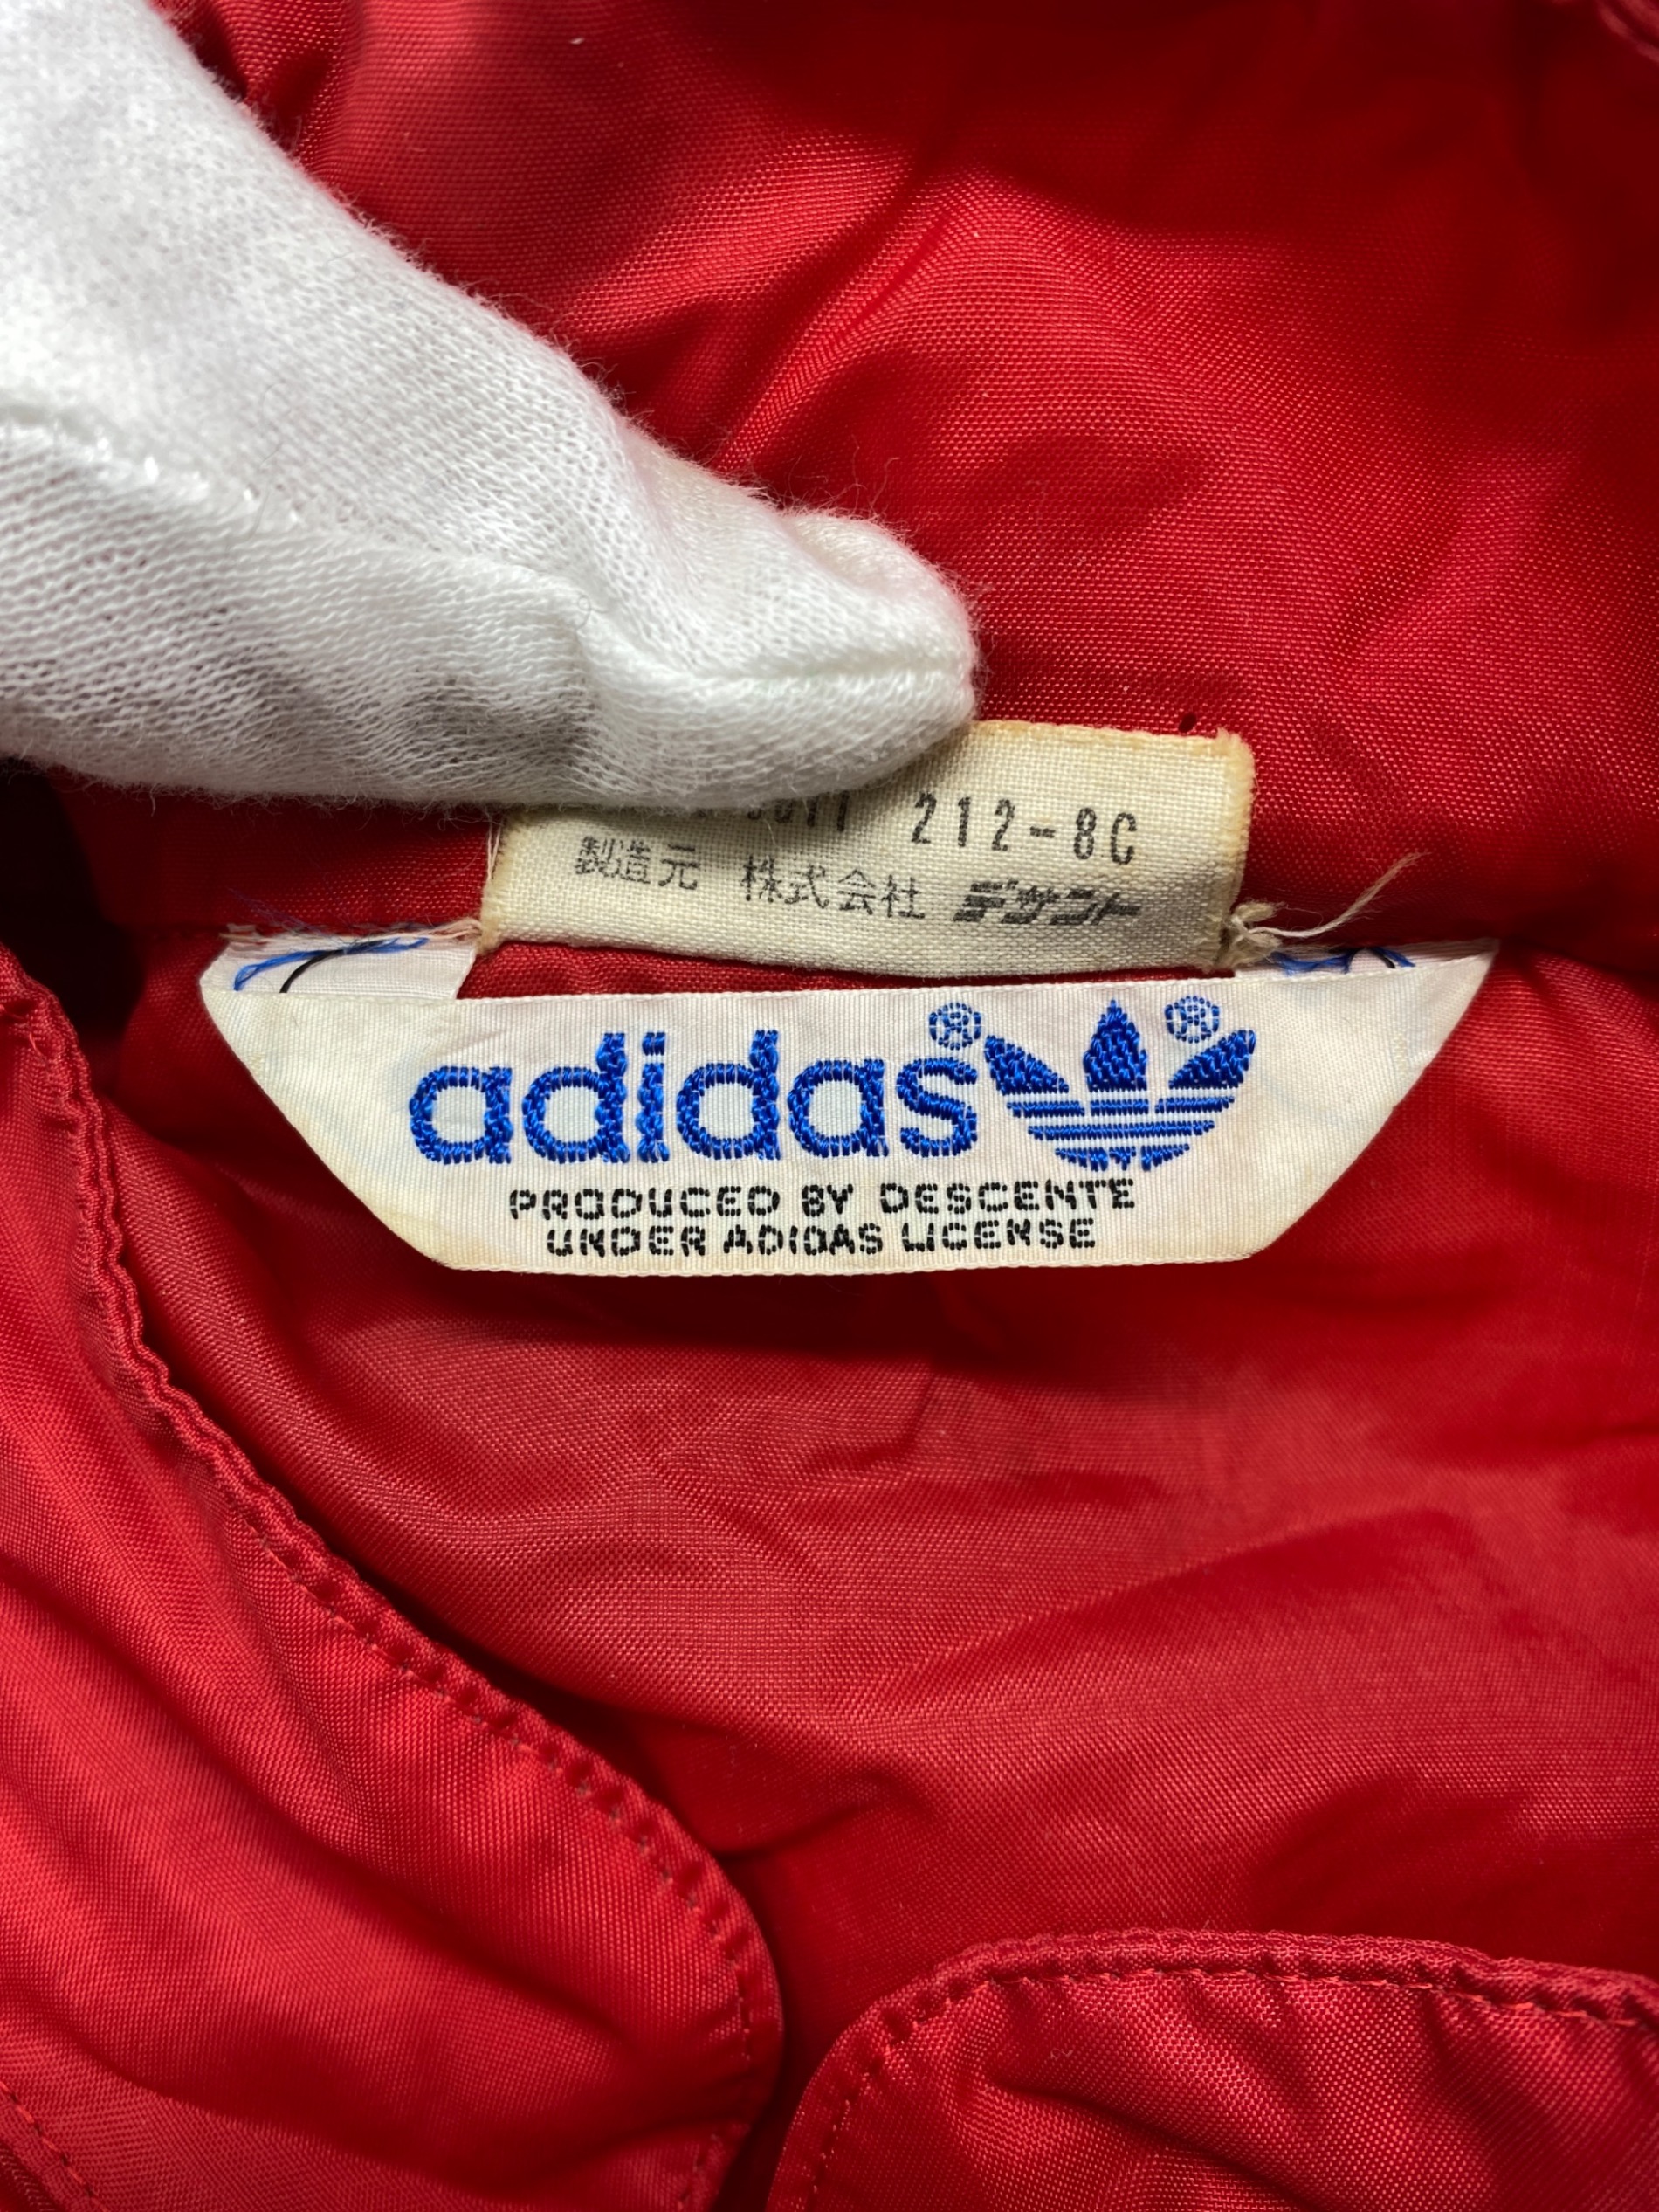 212-8C
製造元 株式会社 デサント
adidas® ®
PRODUCED BY DESCENTE
UNDER ADIDAS LICENSE